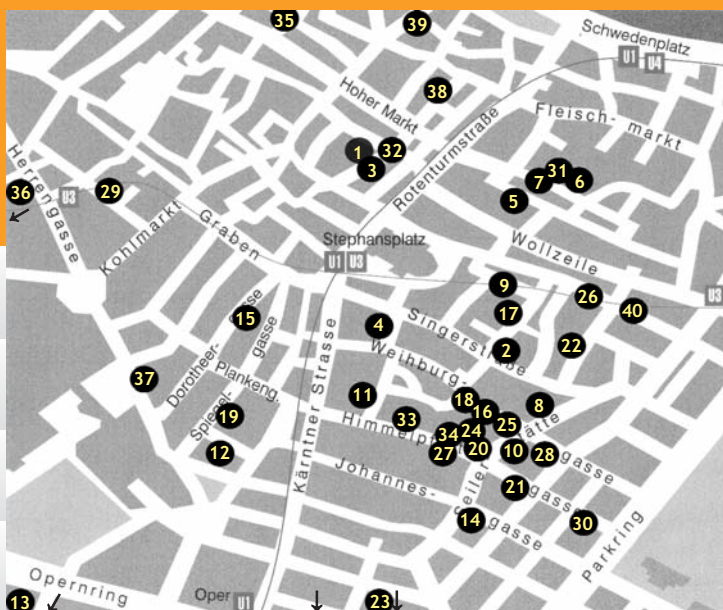 35
39
Schwedenplatz
U1 U4
38
Hoher Markt
Fleisch- markt
1
32
3
Rotenturmstraße
31
7
6
5
Herrengasse
36
U3
29
Kohlmarkt
Graben
Stephansplatz
U1 U3
Wollzeile
9
26
U3
40
17
15
gasse
Dorotheer-
4
Singerstraße
2
22
Weihburg-
Kärntner Strasse
37
Plankeng.
Spiegel-
19
11
18
16
8
33
Himmelpf
34
24
25
ätte
27
20
10
28
gasse
12
Johannes-
Seiler
21
gasse
14
gasse
30
Parkring
Opernring
13
Oper U1
23